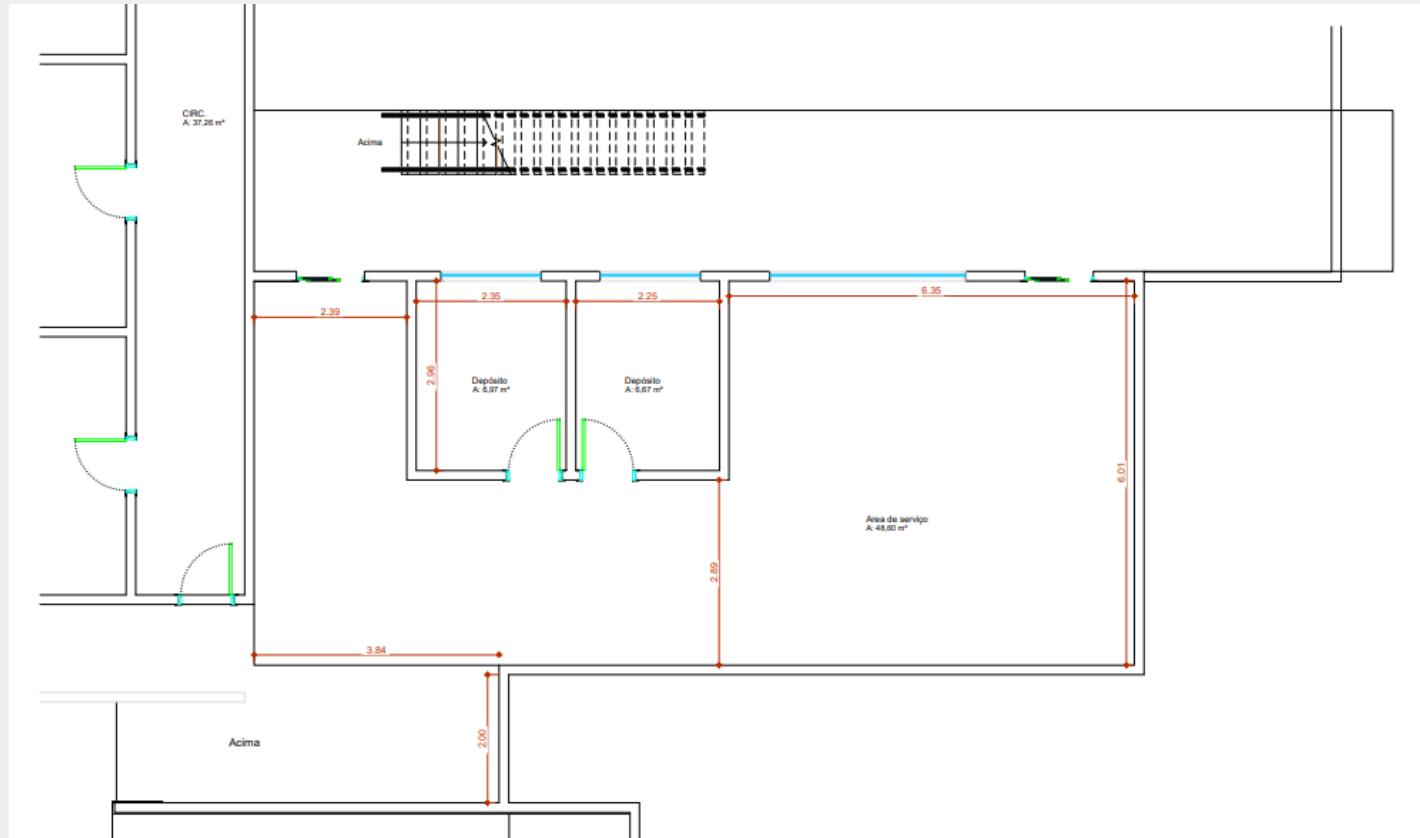 CIRC.
A: 37,26 m²
Acima
2.39
2.35
2.25
6.35
2.96
Depósito
A: 6,97 m²
Depósito
A: 6,67 m²
6.01
Area de serviço
A: 48,60 m²
2.89
3.84
2.00
Acima